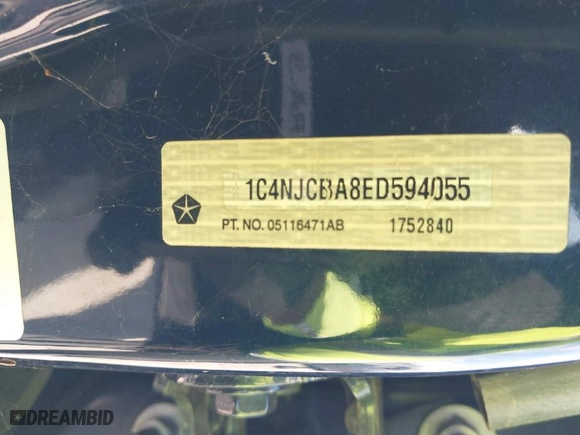 1C4NJCBA8ED594055
PT. NO. 05116471AB 1752840
DREAMBID